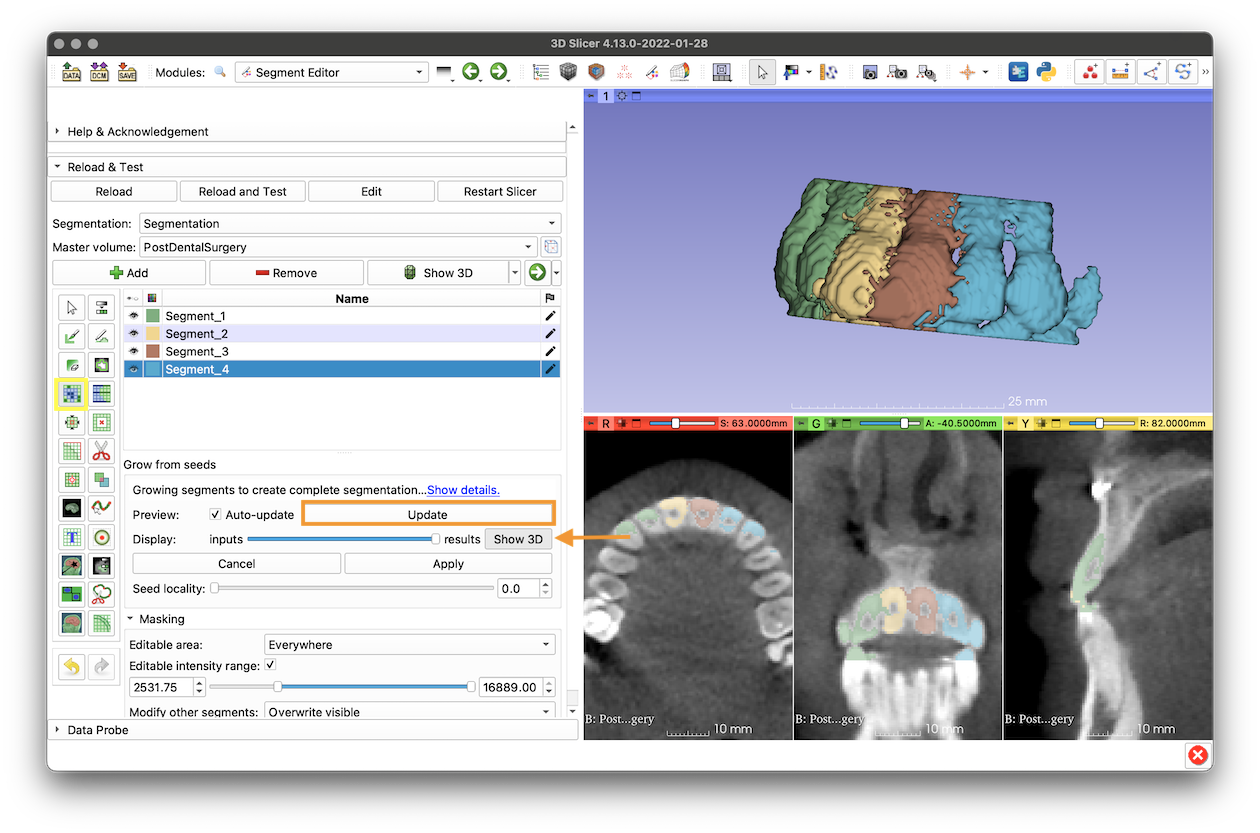 3D Slicer 4.13.0-2022-01-28
DATA DCM SAVE Modules: Segment Editor
1
Help & Acknowledgement
Reload & Test
Reload Reload and Test Edit Restart Slicer
Segmentation: Segmentation
Master volume: PostDentalSurgery
Add Remove Show 3D
Name
Segment_1
Segment_2
Segment_3
Segment_4
25 mm
R S: 63.0000mm G A: -40.5000mm Y R: 82.0000mm
Grow from seeds
Growing segments to create complete segmentation...Show details.
Preview: Auto-update Update
Display: inputs results Show 3D
Cancel Apply
Seed locality: 0.0
Masking
Editable area: Everywhere
Editable intensity range:
2531.75 16889.00
Modify other segments: Overwrite visible
B: Post...gery B: Post...gery B: Post...gery
10 mm 10 mm 10 mm
Data Probe